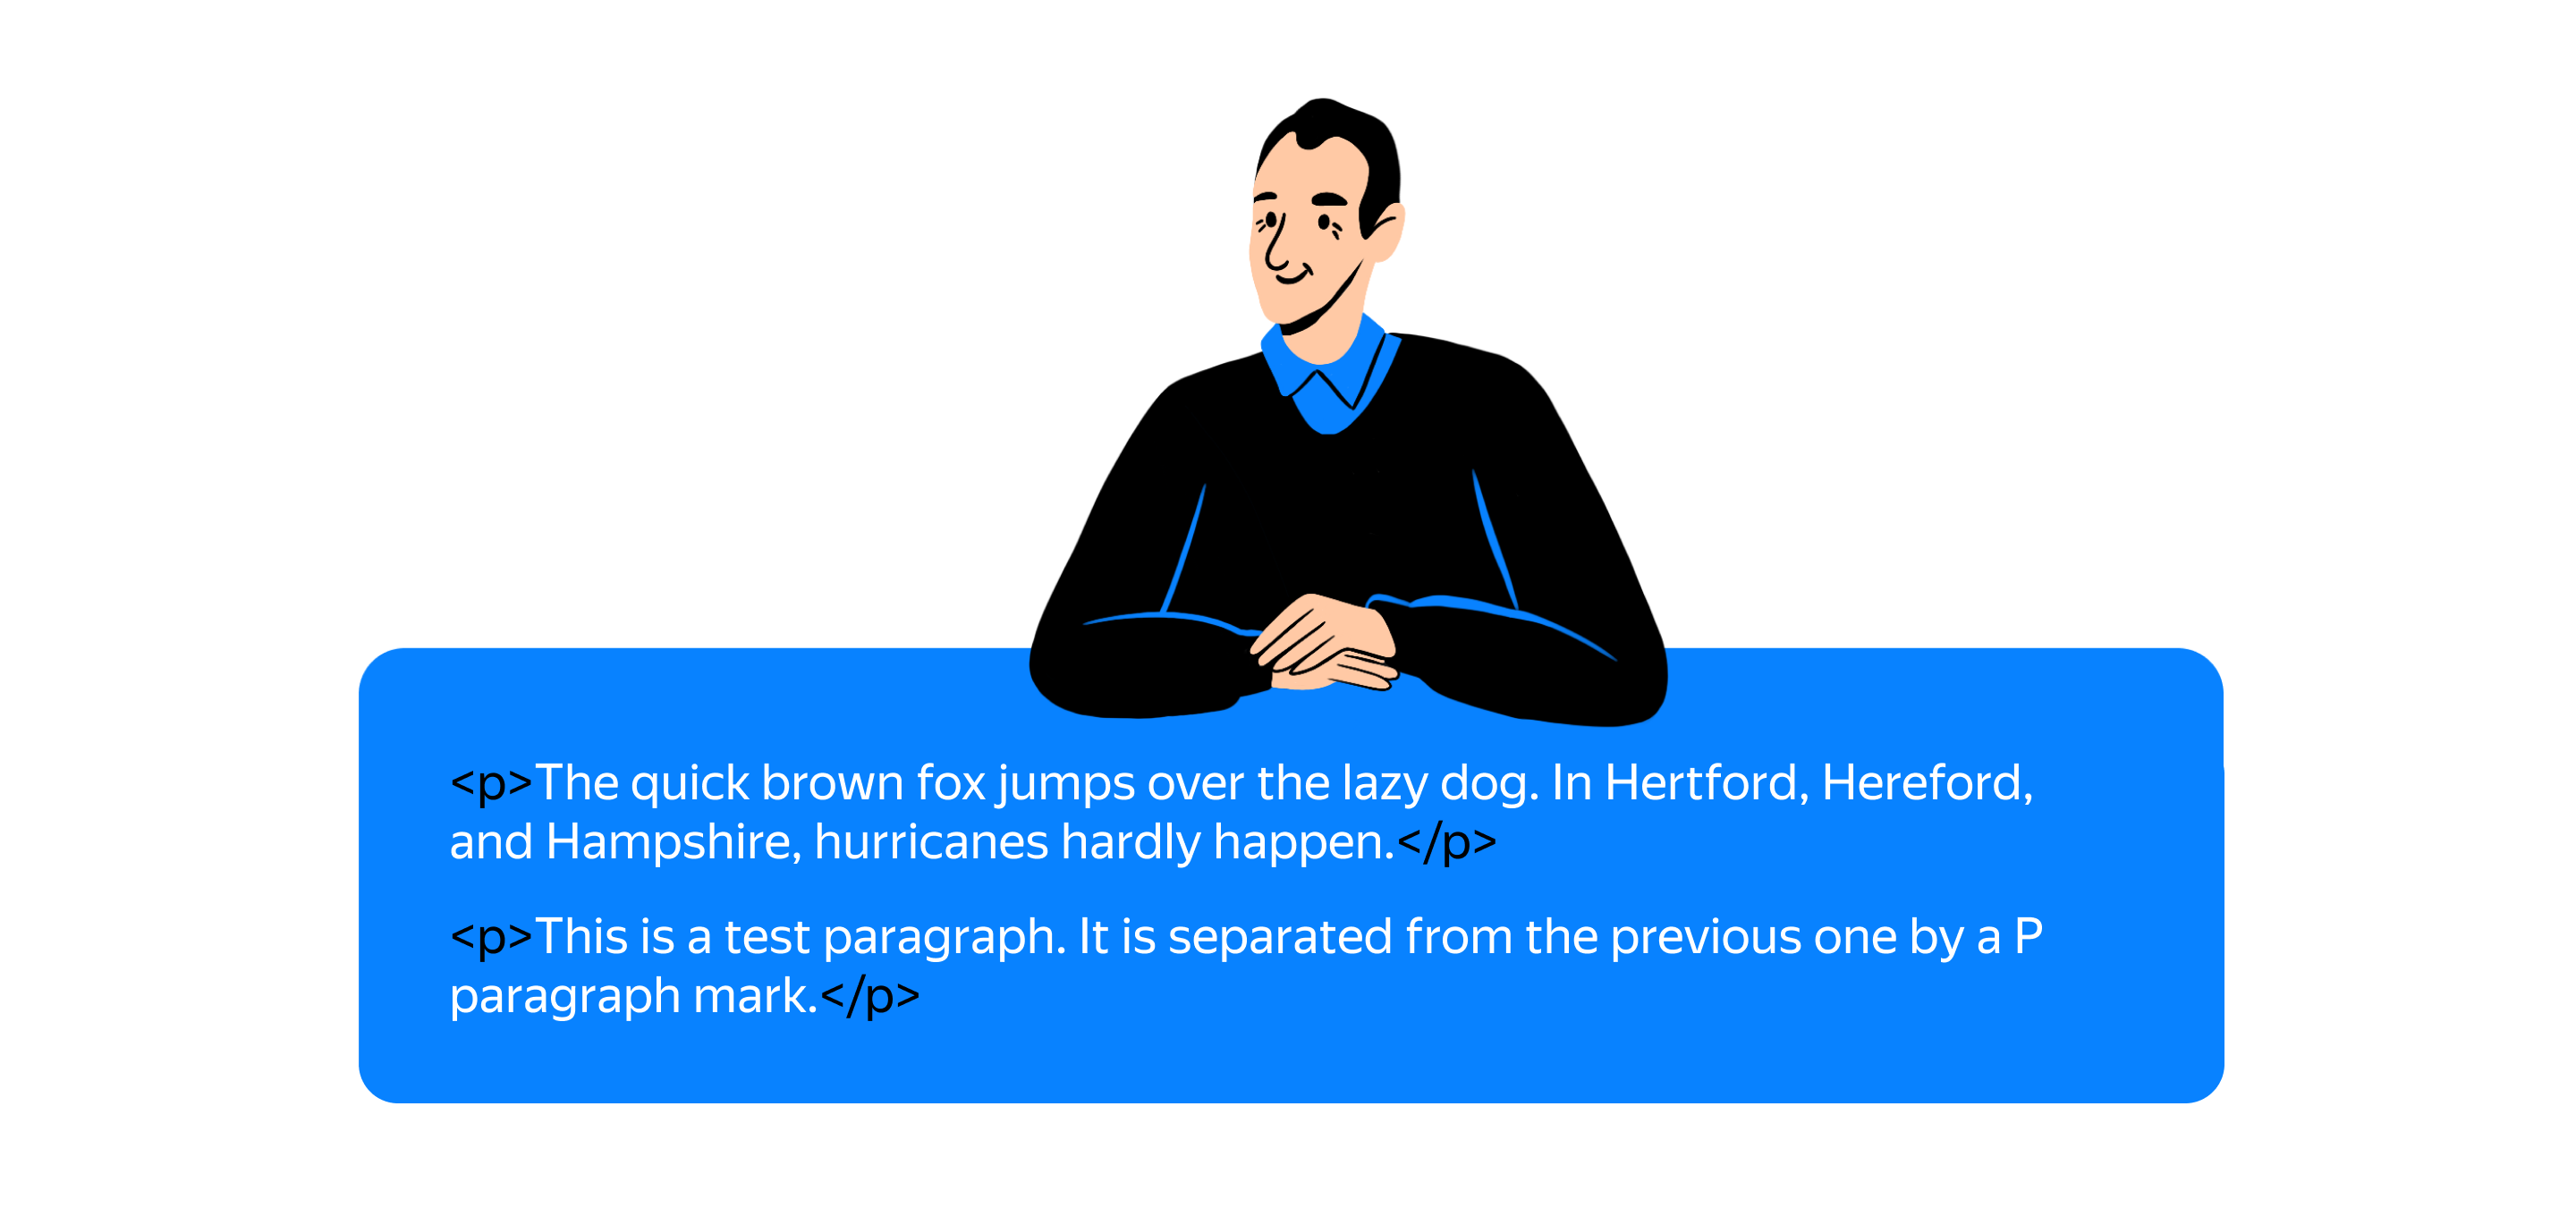 <p>The quick brown fox jumps over the lazy dog. In Hertford, Hereford,
and Hampshire, hurricanes hardly happen.</p>
<p>This is a test paragraph. It is separated from the previous one by a P
paragraph mark.</p>